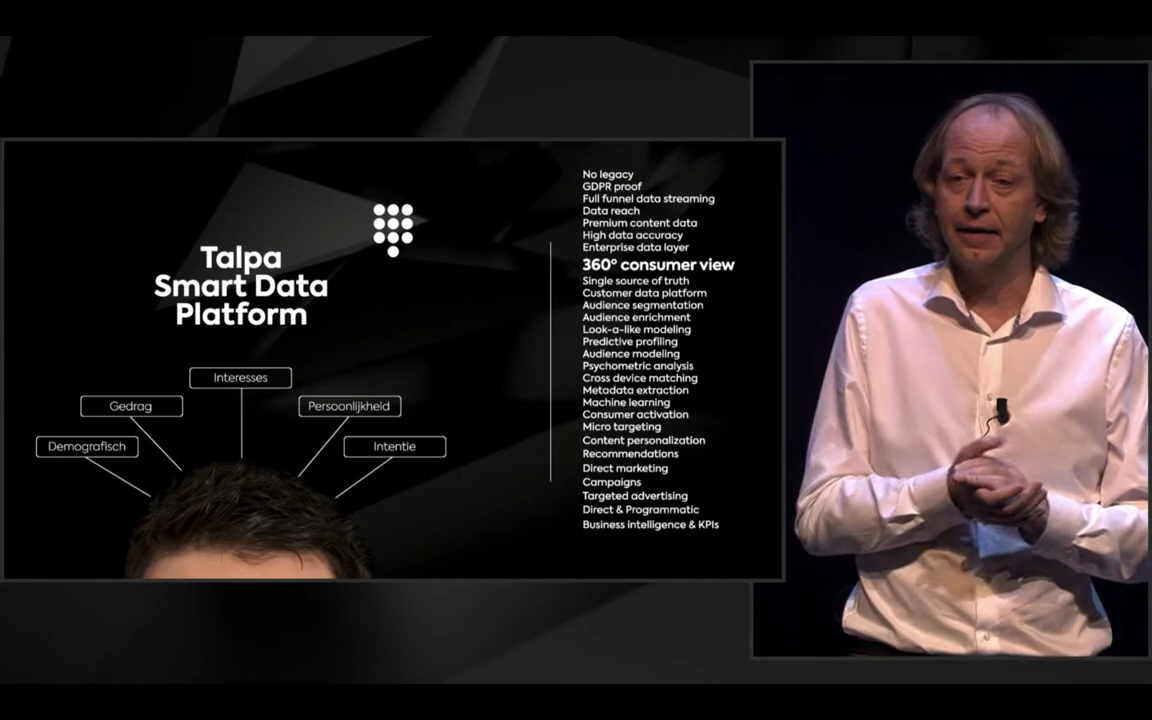 Talpa
Smart Data
Platform
Interesses
Gedrag
Persoonlijkheid
Demografisch
Intentie
No legacy
GDPR proof
Full funnel data streaming
Data reach
Premium content data
High data accuracy
Enterprise data layer
360° consumer view
Single source of truth
Customer data platform
Audience segmentation
Audience enrichment
Look-a-like modeling
Predictive profiling
Audience modeling
Psychometric analysis
Cross device matching
Metadata extraction
Machine learning
Consumer activation
Micro targeting
Content personalization
Recommendations
Direct marketing
Campaigns
Targeted advertising
Direct & Programmatic
Business intelligence & KPIs